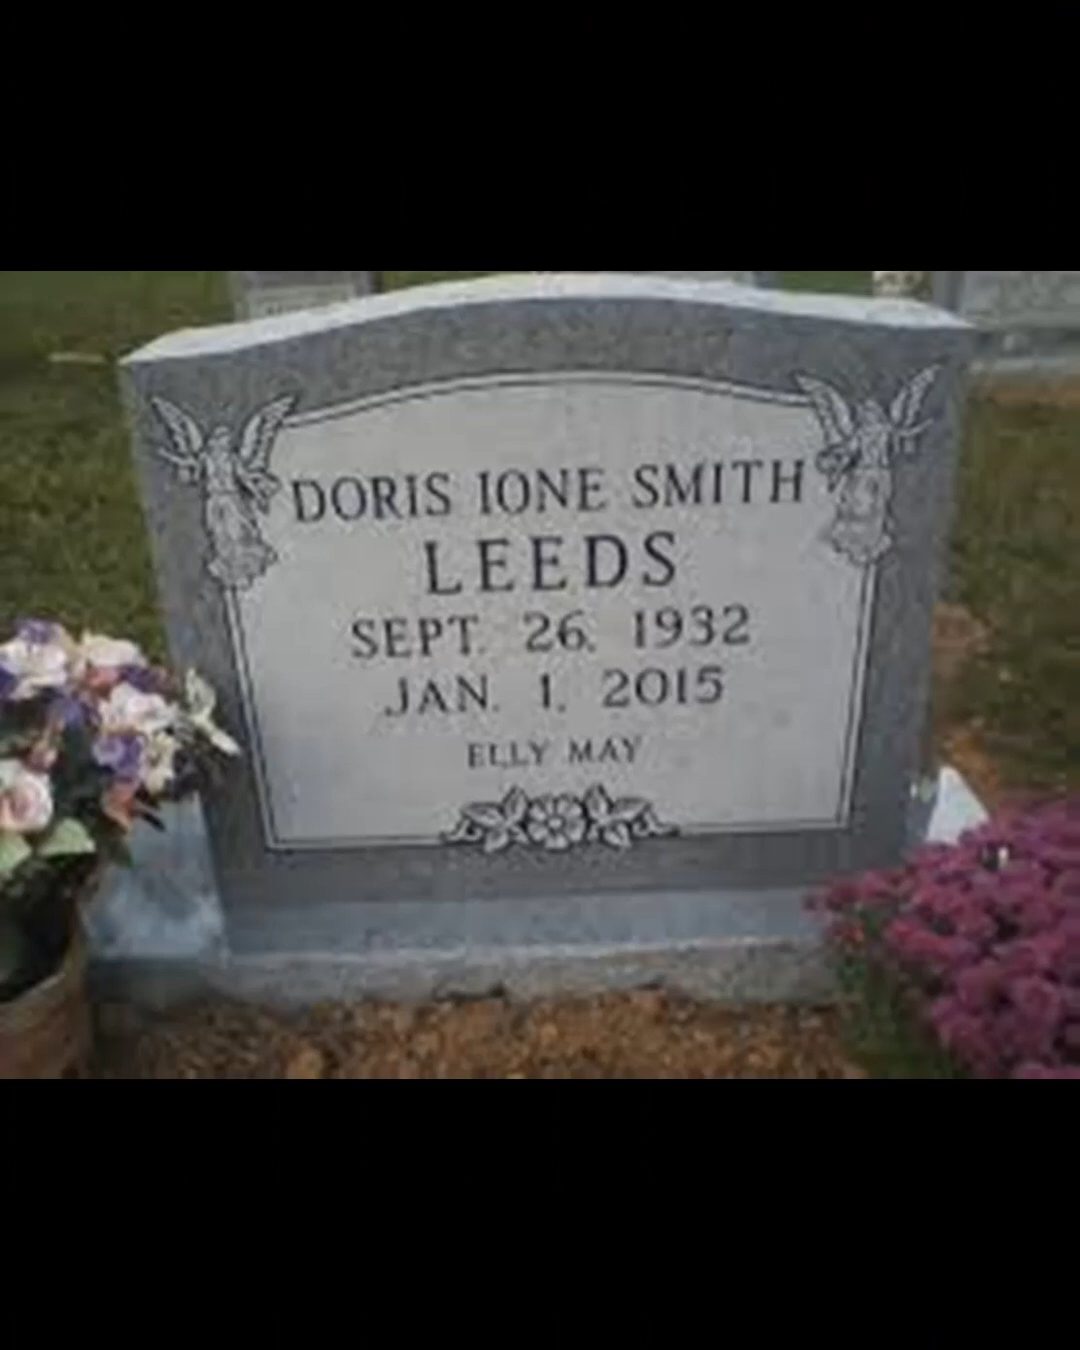 DORIS IONE SMITH
LEEDS
SEPT. 26, 1932
JAN. 1, 2015
ELLY MAY